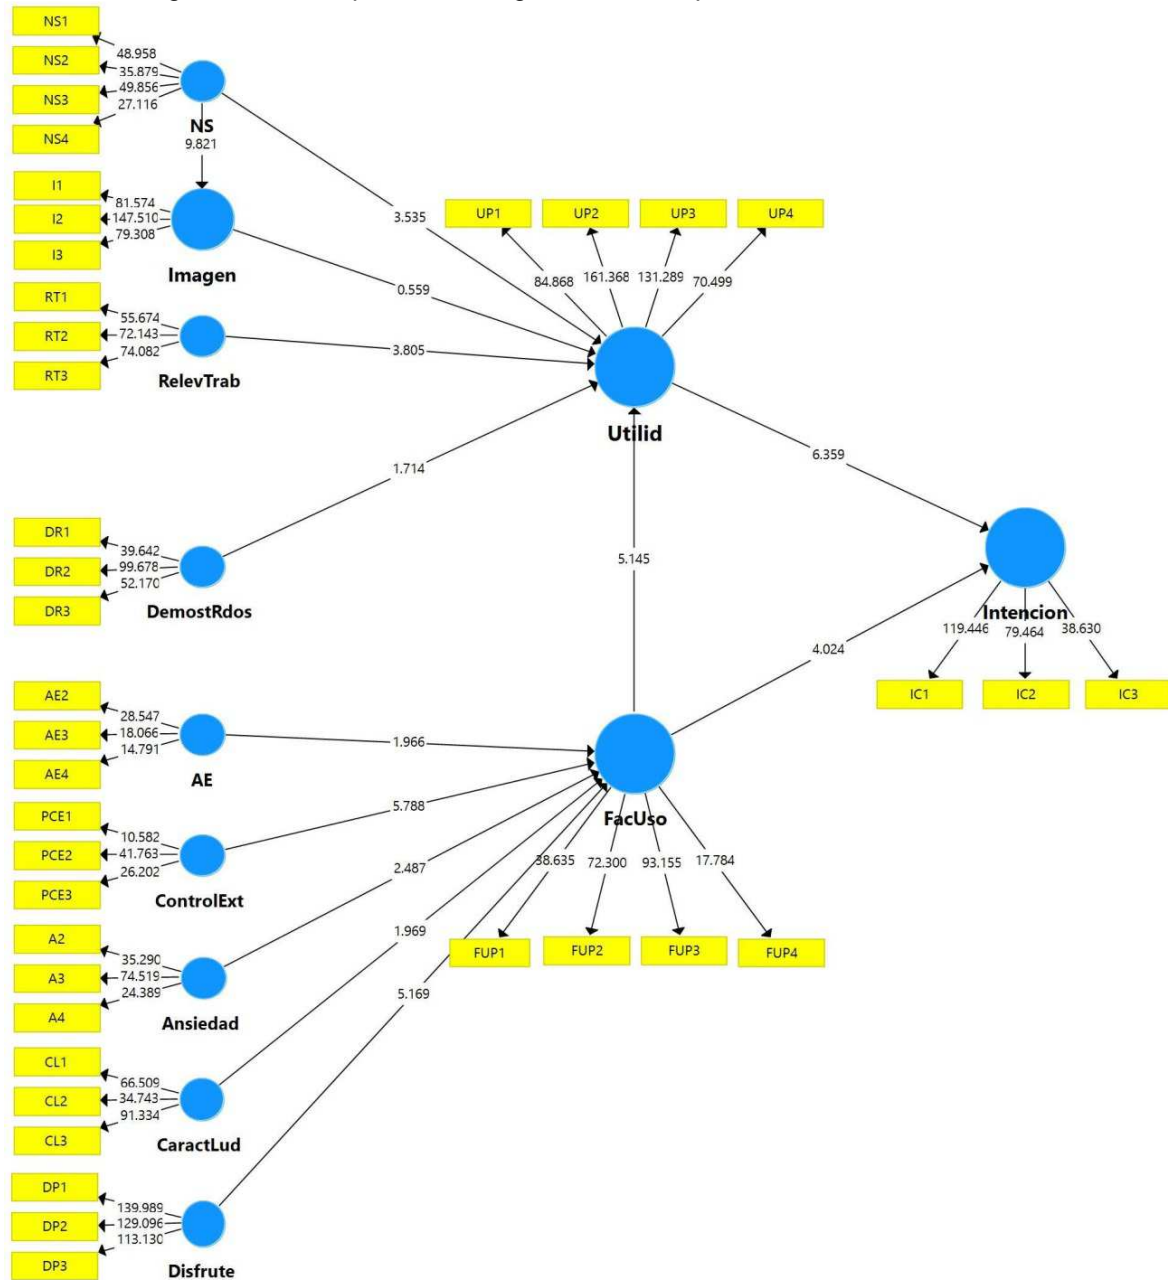 NS1
NS2
NS3
NS4
48.958
35.879
49.856
27.116
NS
9.821
I1
I2
I3
81.574
147.510
79.308
Imagen
RT1
RT2
RT3
55.674
72.143
74.082
RelevTrab
3.535
0.559
3.805
UP1
UP2
UP3
UP4
84.868
161.368
131.289
70.499
Utilid
1.714
5.145
6.359
DR1
DR2
DR3
39.642
99.678
52.170
DemostRdos
Intencion
119.446
79.464
38.630
IC1
IC2
IC3
4.024
AE2
AE3
AE4
28.547
18.066
14.791
AE
1.966
PCE1
PCE2
PCE3
10.582
41.763
26.202
ControlExt
5.788
FacUso
38.635
72.300
93.155
17.784
FUP1
FUP2
FUP3
FUP4
A2
A3
A4
35.290
74.519
24.389
Ansiedad
2.487
1.969
5.169
CL1
CL2
CL3
66.509
34.743
91.334
CaractLud
DP1
DP2
DP3
139.989
129.096
113.130
Disfrute